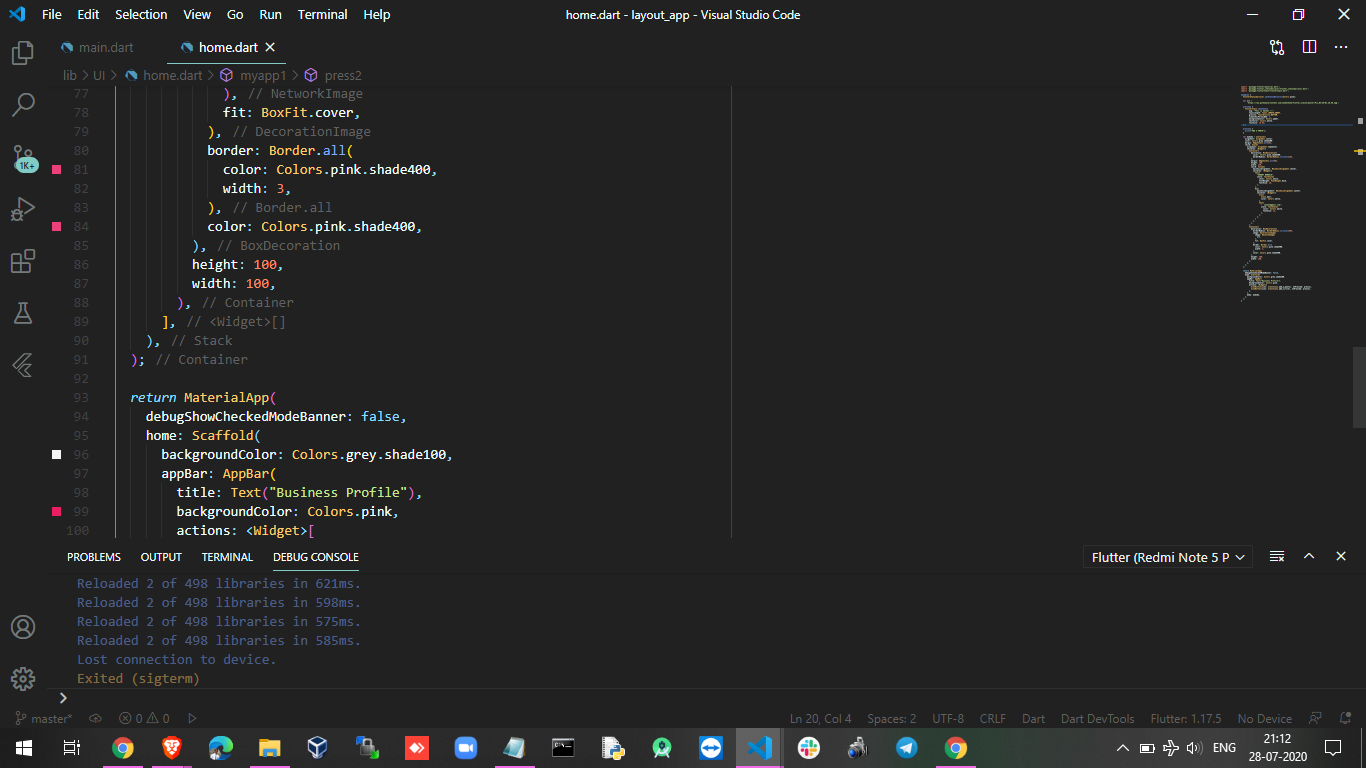 File Edit Selection View Go Run Terminal Help home.dart - layout_app - Visual Studio Code
main.dart home.dart
lib > UI > home.dart > myapp1 > press2
77 ), // NetworkImage
78 fit: BoxFit.cover,
79 ), // DecorationImage
80 border: Border.all(
81 color: Colors.pink.shade400,
82 width: 3,
83 ), // Border.all
84 color: Colors.pink.shade400,
85 ), // BoxDecoration
86 height: 100,
87 width: 100,
88 ), // Container
89 ], // <Widget>[]
90 ), // Stack
91 ); // Container
92
93 return MaterialApp(
94 debugShowCheckedModeBanner: false,
95 home: Scaffold(
96 backgroundColor: Colors.grey.shade100,
97 appBar: AppBar(
98 title: Text("Business Profile"),
99 backgroundColor: Colors.pink,
100 actions: <Widget>[
1K+
PROBLEMS OUTPUT TERMINAL DEBUG CONSOLE Flutter (Redmi Note 5 P
Reloaded 2 of 498 libraries in 621ms.
Reloaded 2 of 498 libraries in 598ms.
Reloaded 2 of 498 libraries in 575ms.
Reloaded 2 of 498 libraries in 585ms.
Lost connection to device.
Exited (sigterm)
master* 0 0 Ln 20, Col 4 Spaces: 2 UTF-8 CRLF Dart Dart DevTools Flutter: 1.17.5 No Device
ENG 21:12
28-07-2020